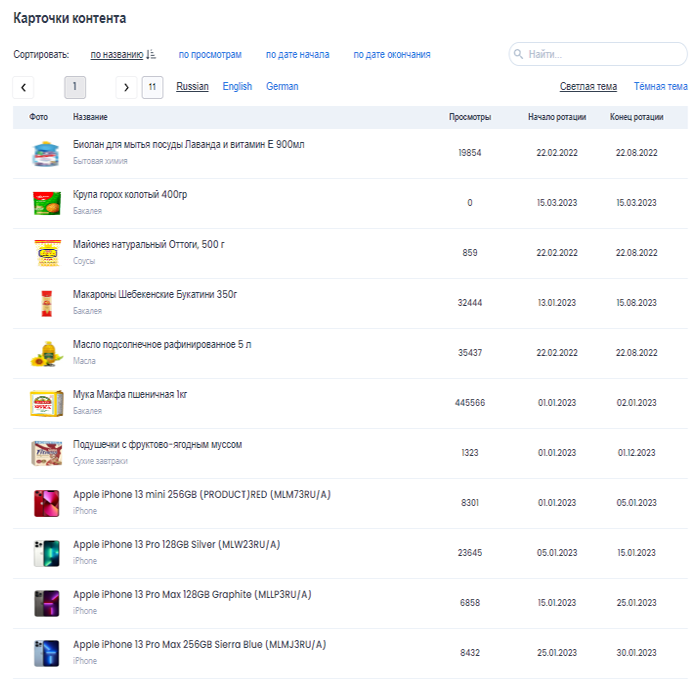 Карточки контента
Сортировать: по названию по просмотрам по дате начала по дате окончания Найти...
1 11 Russian English German Светлая тема Тёмная тема
Фото Название Просмотры Начало ротации Конец ротации
Биолан для мытья посуды Лаванда и витамин Е 900мл
Бытовая химия
19854 22.02.2022 22.08.2022
Крупа горох колотый 400гр
Бакалея
0 15.03.2023 15.03.2023
Майонез натуральный Оттоги, 500 г
Соусы
859 22.02.2022 22.08.2022
Макароны Шебекенские Букатини 350г
Бакалея
32444 13.01.2023 15.08.2023
Масло подсолнечное рафинированное 5 л
Масла
35437 22.02.2022 22.08.2022
Мука Макфа пшеничная 1кг
Бакалея
445566 01.01.2023 02.01.2023
Подушечки с фруктово-ягодным муссом
Сухие завтраки
1323 01.01.2023 01.12.2023
Apple iPhone 13 mini 256GB (PRODUCT)RED (MLM73RU/A)
iPhone
8301 01.01.2023 05.01.2023
Apple iPhone 13 Pro 128GB Silver (MLW23RU/A)
iPhone
23645 05.01.2023 15.01.2023
Apple iPhone 13 Pro Max 128GB Graphite (MLLP3RU/A)
iPhone
6858 15.01.2023 25.01.2023
Apple iPhone 13 Pro Max 256GB Sierra Blue (MLMJ3RU/A)
iPhone
8432 25.01.2023 30.01.2023